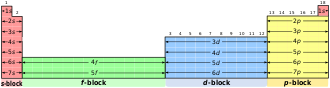 1 18
1s 2 13 14 15 16 17 1s
2s 2p
3s 3 4 5 6 7 8 9 10 11 12 3p
4s 3d 4p
5s 4d 5p
6s 4f 5d 6p
7s 5f 6d 7p
s-block f-block d-block p-block